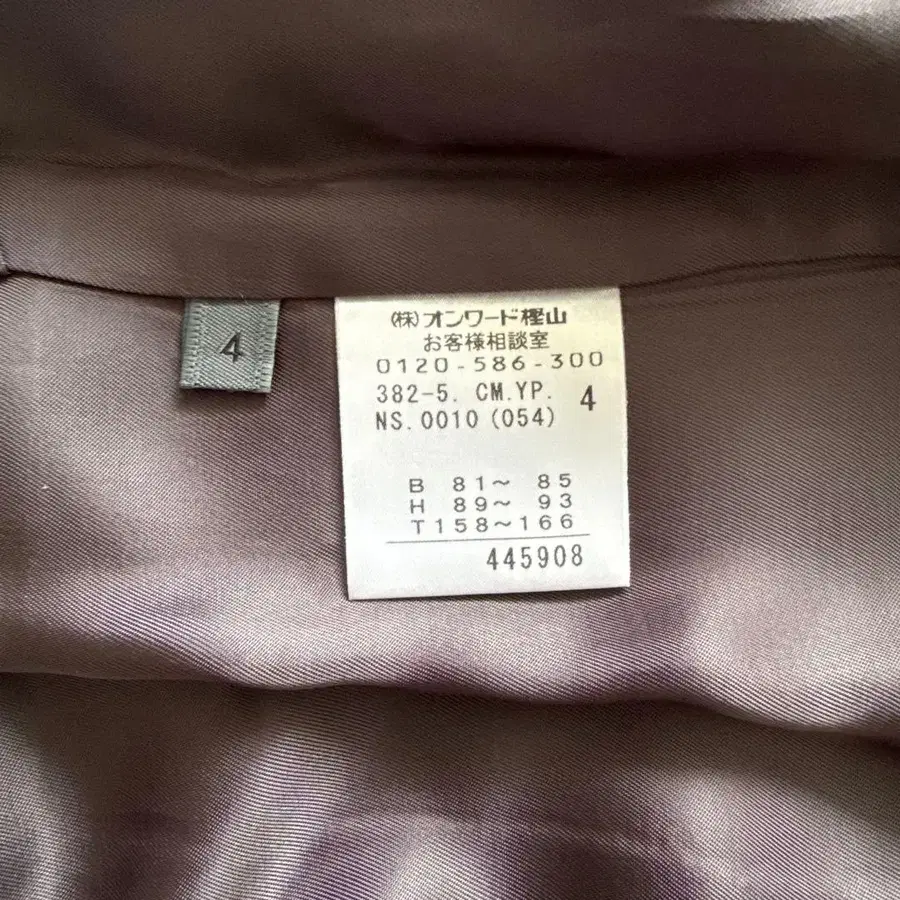 4
(株)オンワード樫山
お客様相談室
0120-586-300
382-5. CM.YP. 4
NS.0010(054)
B 81~ 85
H 89~ 93
T158~166
445908